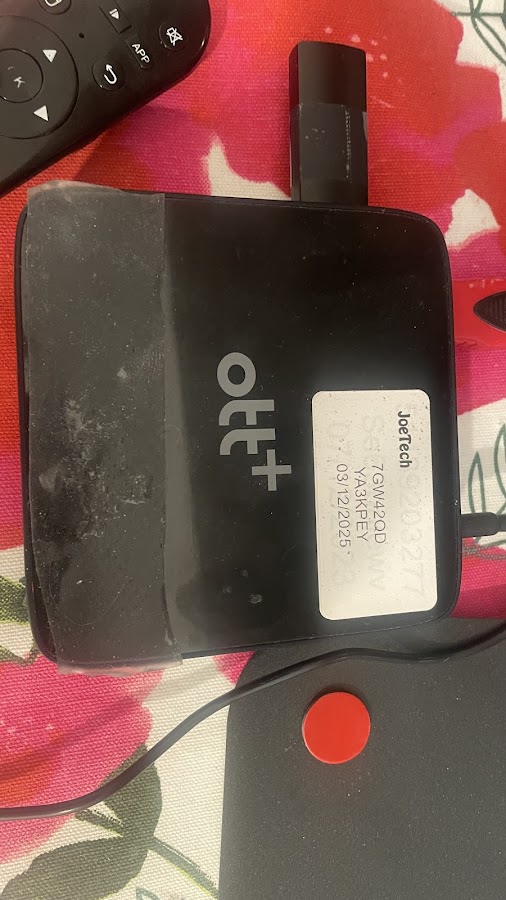 APP
K
ott+
JoeTech
7GW42QD
YA3KPEY
03/12/2025